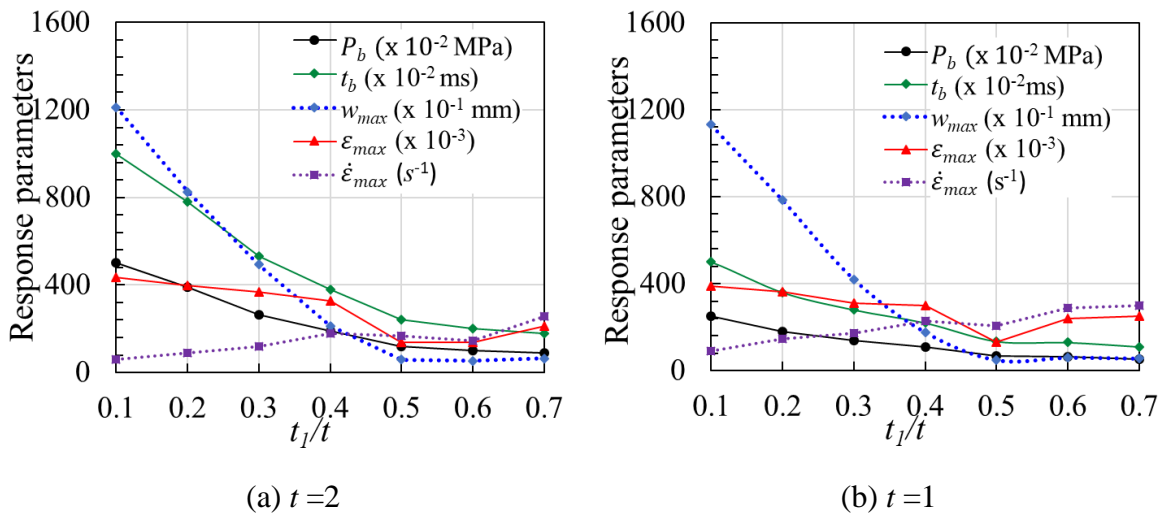 1600
1200
800
400
0
Response parameters
P_b (x 10^-2 MPa)
t_b (x 10^-2 ms)
w_max (x 10^-1 mm)
ε_max (x 10^-3)
ε̇_max (s^-1)
0.1 0.2 0.3 0.4 0.5 0.6 0.7
t_1/t
(a) t =2
1600
1200
800
400
0
Response parameters
P_b (x 10^-2 MPa)
t_b (x 10^-2 ms)
w_max (x 10^-1 mm)
ε_max (x 10^-3)
ε̇_max (s^-1)
0.1 0.2 0.3 0.4 0.5 0.6 0.7
t_1/t
(b) t =1